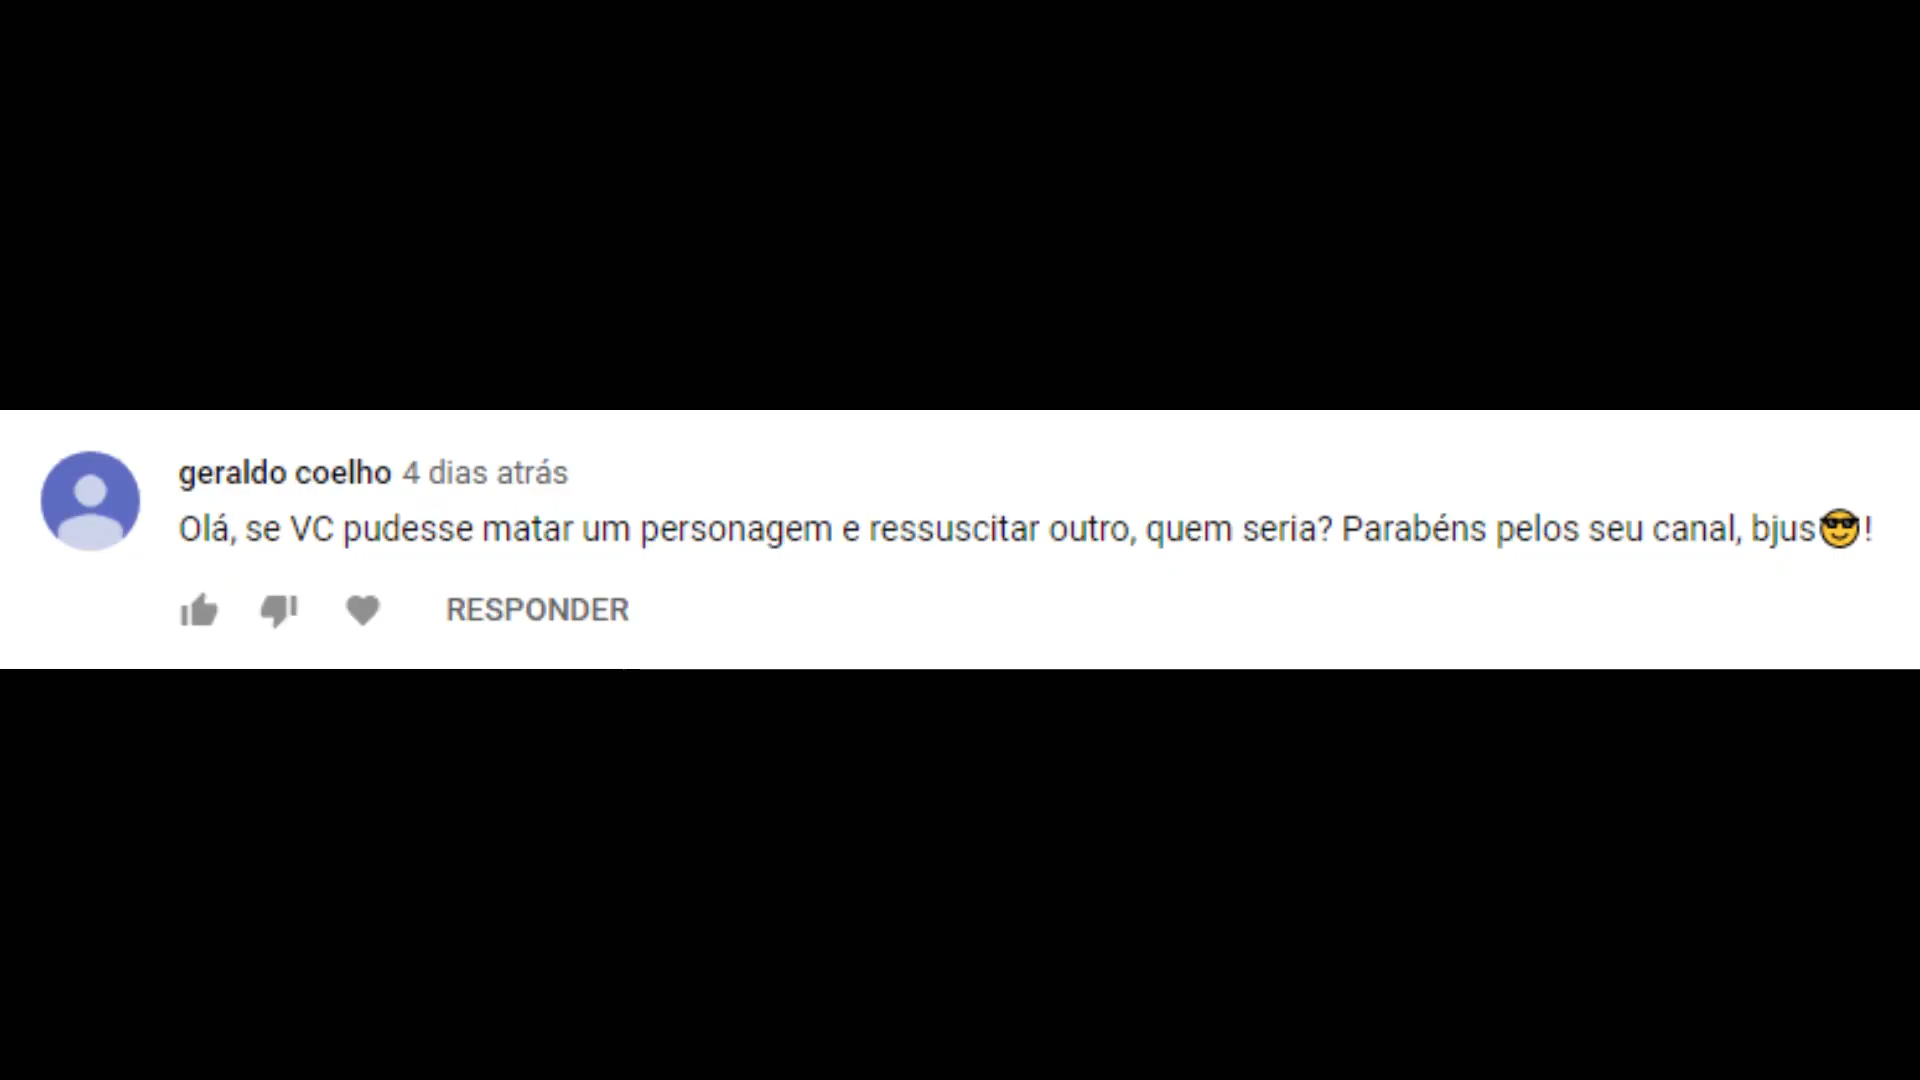 geraldo coelho 4 dias atrás
Olá, se VC pudesse matar um personagem e ressuscitar outro, quem seria? Parabéns pelos seu canal, bjus😎!
RESPONDER